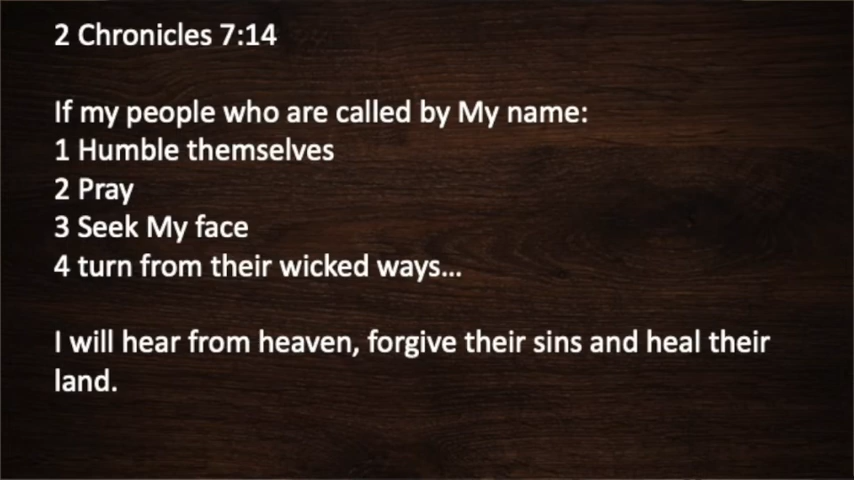 2 Chronicles 7:14
If my people who are called by My name:
1 Humble themselves
2 Pray
3 Seek My face
4 turn from their wicked ways...
I will hear from heaven, forgive their sins and heal their
land.